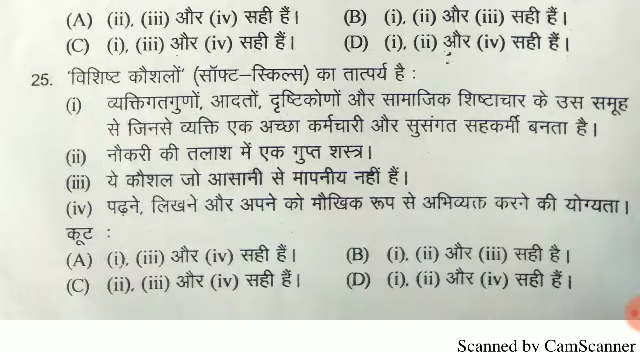 (A) (ii), (iii) और (iv) सही हैं। (B) (i), (ii) और (iii) सही हैं।
(C) (i), (iii) और (iv) सही हैं। (D) (i), (ii) और (iv) सही हैं।
25. 'विशिष्ट कौशलों' (सॉफ्ट–स्किल्स) का तात्पर्य है :
(i) व्यक्तिगतगुणों, आदतों, दृष्टिकोणों और सामाजिक शिष्टाचार के उस समूह
से जिनसे व्यक्ति एक अच्छा कर्मचारी और सुसंगत सहकर्मी बनता है।
(ii) नौकरी की तलाश में एक गुप्त शस्त्र।
(iii) ये कौशल जो आसानी से मापनीय नहीं हैं।
(iv) पढ़ने, लिखने और अपने को मौखिक रूप से अभिव्यक्त करने की योग्यता।
कूट :
(A) (i), (iii) और (iv) सही हैं। (B) (i), (ii) और (iii) सही है।
(C) (ii), (iii) और (iv) सही हैं। (D) (i), (ii) और (iv) सही हैं।
Scanned by CamScanner